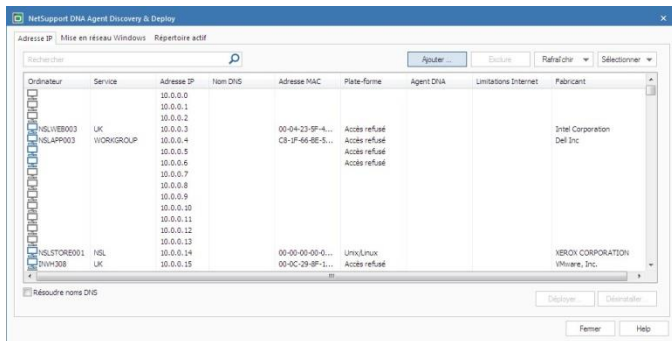 NetSupport DNA Agent Discovery & Deploy
Adresse IP Mise en réseau Windows Répertoire actif
Rechercher Ajouter ... Exclure Rafraîchir Sélectionner
Ordinateur Service Adresse IP Nom DNS Adresse MAC Plate-forme Agent DNA Limitations Internet Fabricant
10.0.0.0
10.0.0.1
10.0.0.2
NSLWEB003 UK 10.0.0.3 00-04-23-5F-4... Accès refusé Intel Corporation
NSLAPP003 WORKGROUP 10.0.0.4 C8-1F-66-BE-5... Accès refusé Dell Inc
10.0.0.5 Accès refusé
10.0.0.6 Accès refusé
10.0.0.7
10.0.0.8
10.0.0.9
10.0.0.10
10.0.0.11
10.0.0.12
10.0.0.13
NSLSTORE001 NSL 10.0.0.14 00-00-00-00-0... Unix/Linux XEROX CORPORATION
INVH308 UK 10.0.0.15 00-0C-29-8F-1... Accès refusé VMware, Inc.
Résoudre noms DNS
Déployer... Désinstaller...
Fermer Help